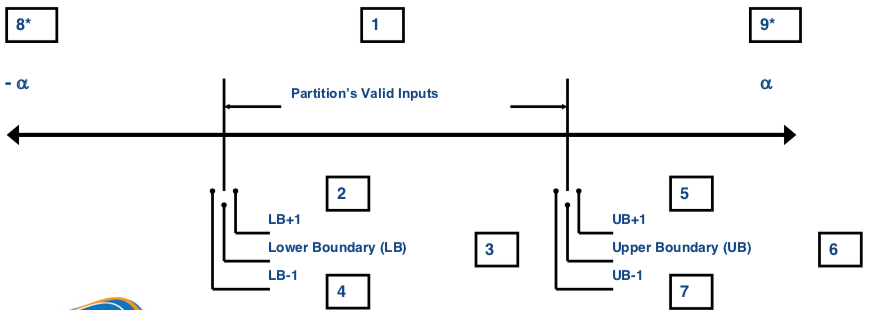 8*
1
9*
- α
α
Partition's Valid Inputs
2
5
LB+1
UB+1
Lower Boundary (LB)
3
Upper Boundary (UB)
6
LB-1
UB-1
4
7